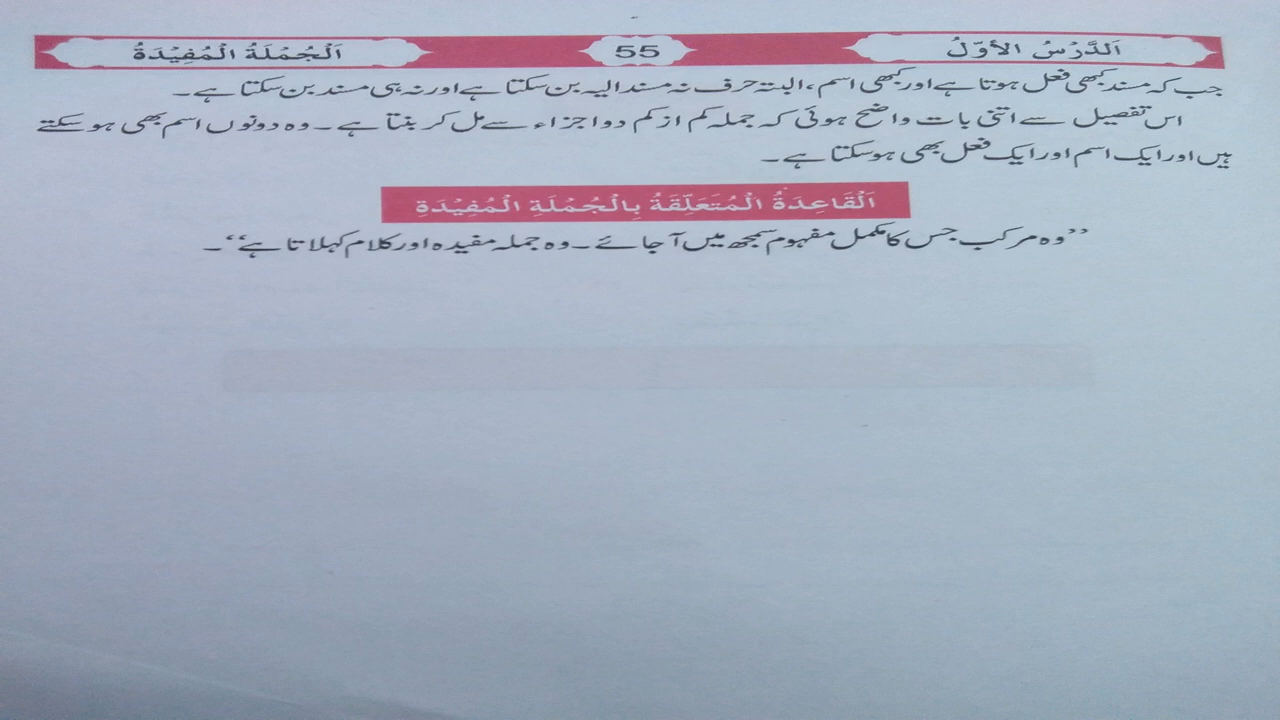 اَلدَّرْسُ الأوّلُ 55 اَلْجُمْلَةُ الْمُفِيْدَةُ
جب کہ مسند کبھی فعل ہوتا ہے اور کبھی اسم، البتہ حرف نہ مسند الیہ بن سکتا ہے اور نہ ہی مسند بن سکتا ہے۔
اس تفصیل سے اتنی بات واضح ہوئی کہ جملہ کم از کم دو اجزاء سے مل کر بنتا ہے۔ وہ دونوں اسم بھی ہو سکتے
ہیں اور ایک اسم اور ایک فعل بھی ہو سکتا ہے۔
اَلْقَاعِدَةُ الْمُتَعَلِّقَةُ بِالْجُمْلَةِ الْمُفِيْدَةِ
’’وہ مرکب جس کا مکمل مفہوم سمجھ میں آ جائے۔ وہ جملہ مفیدہ اور کلام کہلاتا ہے‘‘۔